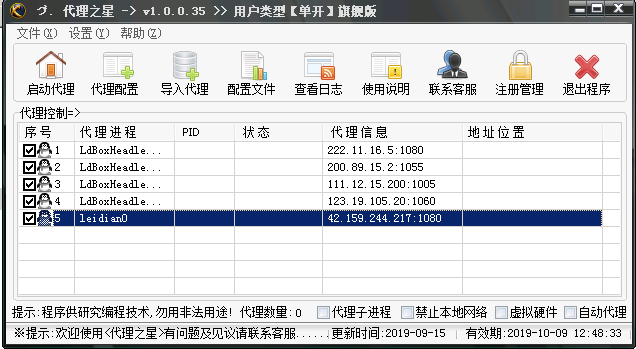 代理之星 -> v1.0.0.35 >> 用户类型【单开】旗舰版
文件(X) 设置(Y) 帮助(Z)
启动代理 代理配置 导入代理 配置文件 查看日志 使用说明 联系客服 注册管理 退出程序
代理控制=>
序号 代理进程 PID 状态 代理信息 地址位置
1 LdBoxHeadle... 222.11.16.5:1080
2 LdBoxHeadle... 200.89.15.2:1055
3 LdBoxHeadle... 111.12.15.200:1005
4 LdBoxHeadle... 123.19.105.20:1060
5 leidian0 42.159.244.217:1080
提示:程序供研究编程技术,勿用非法用途! 代理数量: 0 代理子进程 禁止本地网络 虚拟硬件 自动代理
※提示:欢迎使用<代理之星>有问题及见议请联系客服...... 更新时间:2019-09-15 有效期:2019-10-09 12:48:33